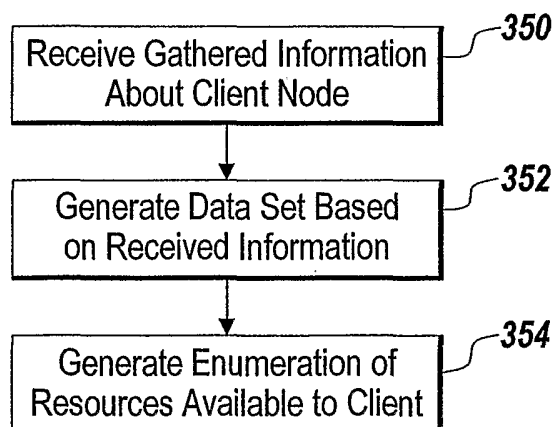 350
Receive Gathered Information
About Client Node
352
Generate Data Set Based
on Received Information
354
Generate Enumeration of
Resources Available to Client